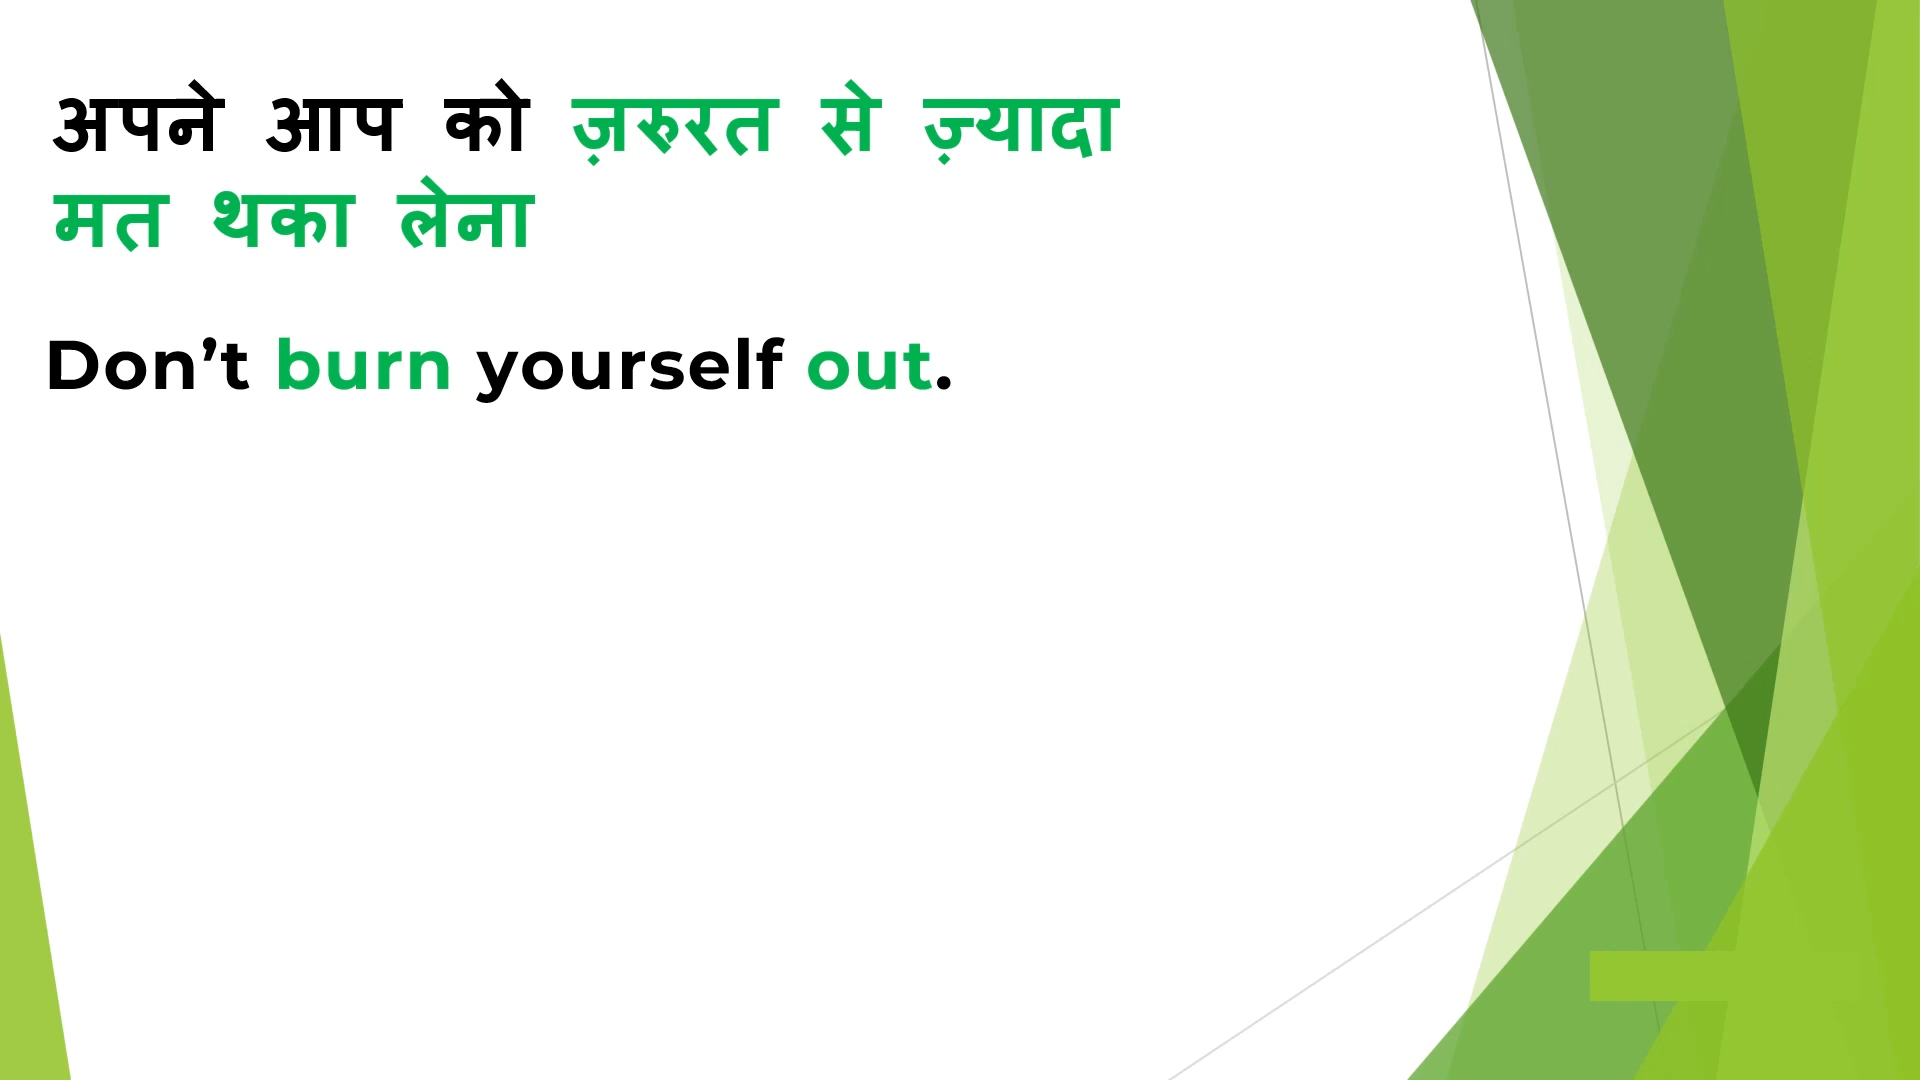 अपने आप को ज़रुरत से ज़्यादा
मत थका लेना
Don’t burn yourself out.